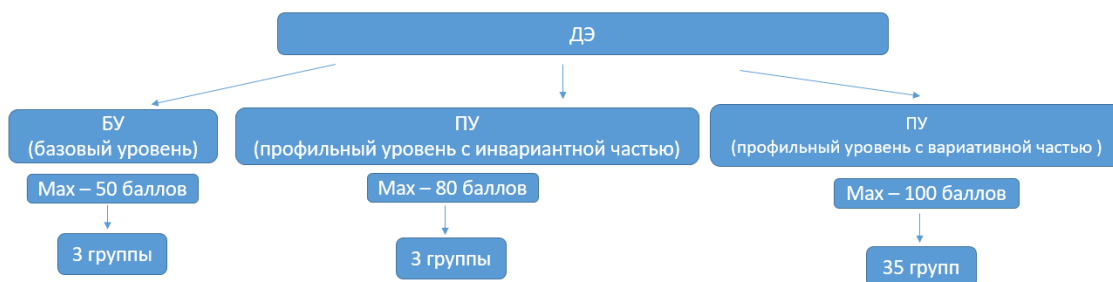 ДЭ
БУ
(базовый уровень)
Max – 50 баллов
3 группы
ПУ
(профильный уровень с инвариантной частью)
Max – 80 баллов
3 группы
ПУ
(профильный уровень с вариативной частью )
Max – 100 баллов
35 групп